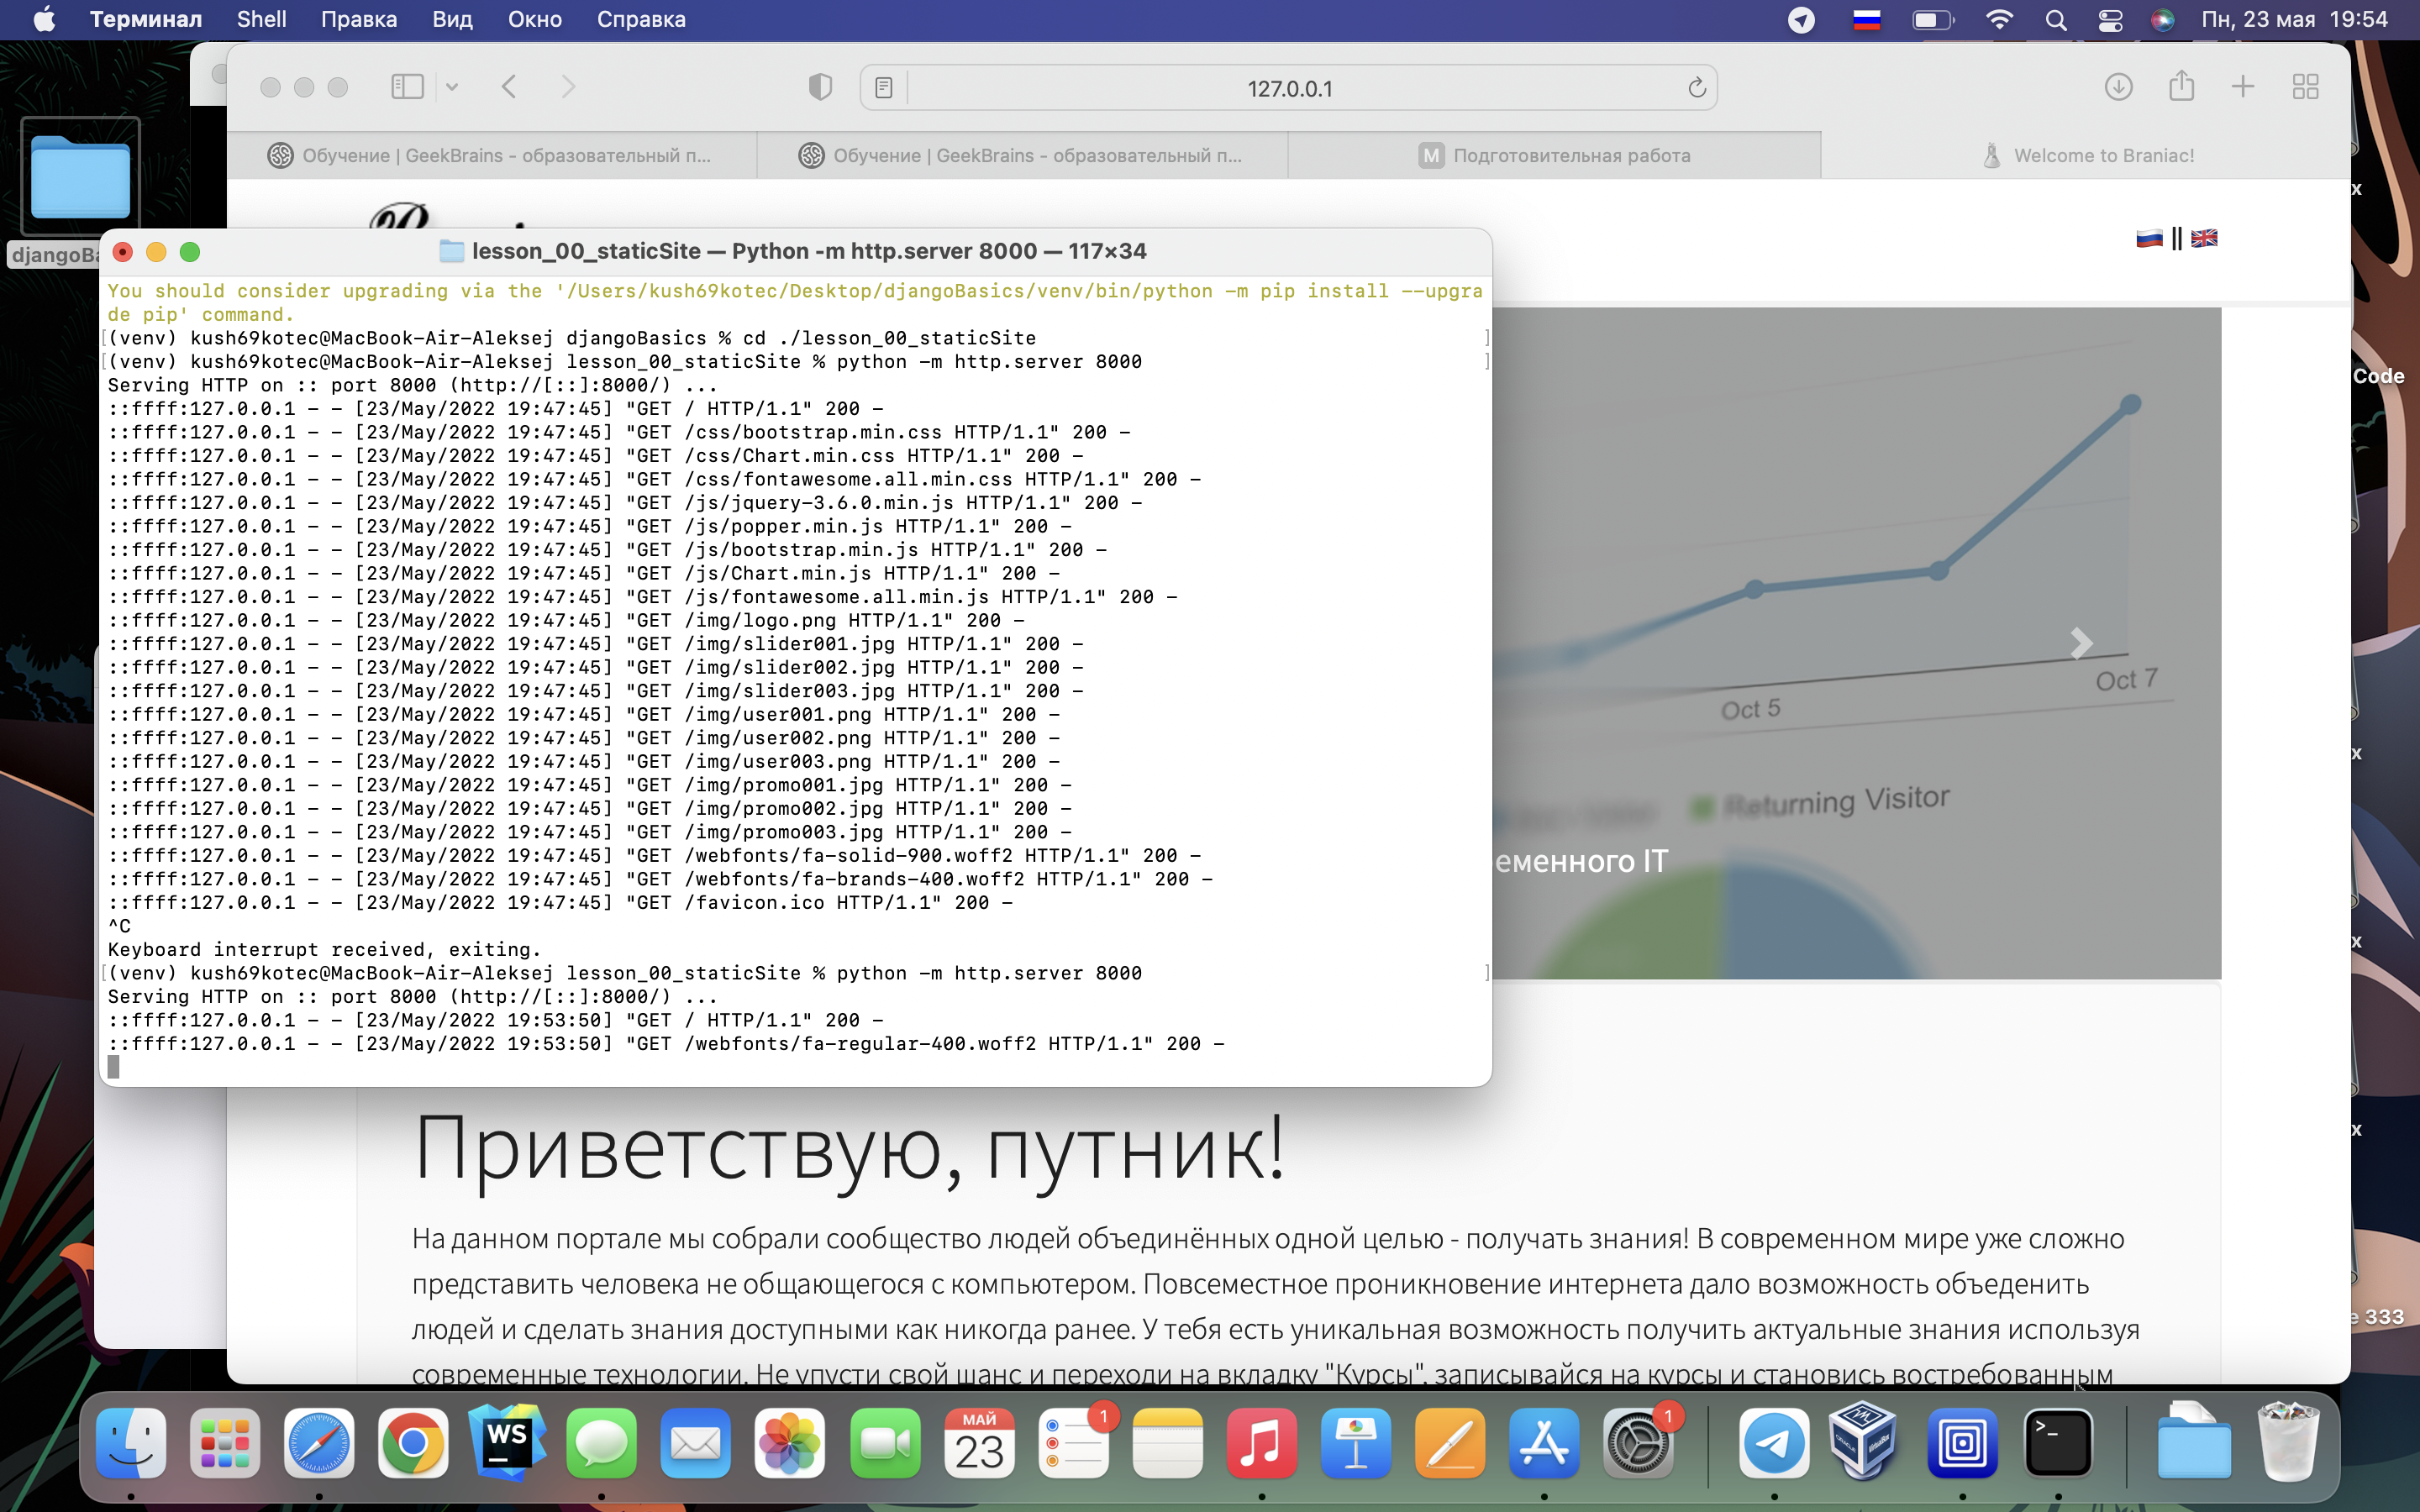 Терминал Shell Правка Вид Окно Справка Пн, 23 мая 19:54
127.0.0.1
Обучение | GeekBrains - образовательный п... Обучение | GeekBrains - образовательный п... M Подготовительная работа Welcome to Braniac!
djangoBa
lesson_00_staticSite — Python -m http.server 8000 — 117×34
You should consider upgrading via the '/Users/kush69kotec/Desktop/djangoBasics/venv/bin/python -m pip install --upgra
de pip' command.
[(venv) kush69kotec@MacBook-Air-Aleksej djangoBasics % cd ./lesson_00_staticSite ]
[(venv) kush69kotec@MacBook-Air-Aleksej lesson_00_staticSite % python -m http.server 8000 ]
Serving HTTP on :: port 8000 (http://[::]:8000/) ...
::ffff:127.0.0.1 - - [23/May/2022 19:47:45] "GET / HTTP/1.1" 200 -
::ffff:127.0.0.1 - - [23/May/2022 19:47:45] "GET /css/bootstrap.min.css HTTP/1.1" 200 -
::ffff:127.0.0.1 - - [23/May/2022 19:47:45] "GET /css/Chart.min.css HTTP/1.1" 200 -
::ffff:127.0.0.1 - - [23/May/2022 19:47:45] "GET /css/fontawesome.all.min.css HTTP/1.1" 200 -
::ffff:127.0.0.1 - - [23/May/2022 19:47:45] "GET /js/jquery-3.6.0.min.js HTTP/1.1" 200 -
::ffff:127.0.0.1 - - [23/May/2022 19:47:45] "GET /js/popper.min.js HTTP/1.1" 200 -
::ffff:127.0.0.1 - - [23/May/2022 19:47:45] "GET /js/bootstrap.min.js HTTP/1.1" 200 -
::ffff:127.0.0.1 - - [23/May/2022 19:47:45] "GET /js/Chart.min.js HTTP/1.1" 200 -
::ffff:127.0.0.1 - - [23/May/2022 19:47:45] "GET /js/fontawesome.all.min.js HTTP/1.1" 200 -
::ffff:127.0.0.1 - - [23/May/2022 19:47:45] "GET /img/logo.png HTTP/1.1" 200 -
::ffff:127.0.0.1 - - [23/May/2022 19:47:45] "GET /img/slider001.jpg HTTP/1.1" 200 -
::ffff:127.0.0.1 - - [23/May/2022 19:47:45] "GET /img/slider002.jpg HTTP/1.1" 200 -
::ffff:127.0.0.1 - - [23/May/2022 19:47:45] "GET /img/slider003.jpg HTTP/1.1" 200 -
::ffff:127.0.0.1 - - [23/May/2022 19:47:45] "GET /img/user001.png HTTP/1.1" 200 -
::ffff:127.0.0.1 - - [23/May/2022 19:47:45] "GET /img/user002.png HTTP/1.1" 200 -
::ffff:127.0.0.1 - - [23/May/2022 19:47:45] "GET /img/user003.png HTTP/1.1" 200 -
::ffff:127.0.0.1 - - [23/May/2022 19:47:45] "GET /img/promo001.jpg HTTP/1.1" 200 -
::ffff:127.0.0.1 - - [23/May/2022 19:47:45] "GET /img/promo002.jpg HTTP/1.1" 200 -
::ffff:127.0.0.1 - - [23/May/2022 19:47:45] "GET /img/promo003.jpg HTTP/1.1" 200 -
::ffff:127.0.0.1 - - [23/May/2022 19:47:45] "GET /webfonts/fa-solid-900.woff2 HTTP/1.1" 200 -
::ffff:127.0.0.1 - - [23/May/2022 19:47:45] "GET /webfonts/fa-brands-400.woff2 HTTP/1.1" 200 -
::ffff:127.0.0.1 - - [23/May/2022 19:47:45] "GET /favicon.ico HTTP/1.1" 200 -
^C
Keyboard interrupt received, exiting.
[(venv) kush69kotec@MacBook-Air-Aleksej lesson_00_staticSite % python -m http.server 8000 ]
Serving HTTP on :: port 8000 (http://[::]:8000/) ...
::ffff:127.0.0.1 - - [23/May/2022 19:53:50] "GET / HTTP/1.1" 200 -
::ffff:127.0.0.1 - - [23/May/2022 19:53:50] "GET /webfonts/fa-regular-400.woff2 HTTP/1.1" 200 -
||
Oct 5
Oct 7
Returning Visitor
еменного IT
x
Code
x
x
x
e 333
Приветствую, путник!
На данном портале мы собрали сообщество людей объединённых одной целью - получать знания! В современном мире уже сложно
представить человека не общающегося с компьютером. Повсеместное проникновение интернета дало возможность объеденить
людей и сделать знания доступными как никогда ранее. У тебя есть уникальная возможность получить актуальные знания используя
современные технологии. Не упусти свой шанс и переходи на вкладку "Курсы", записывайся на курсы и становись востребованным
WS
МАЙ
23
1
1
>_